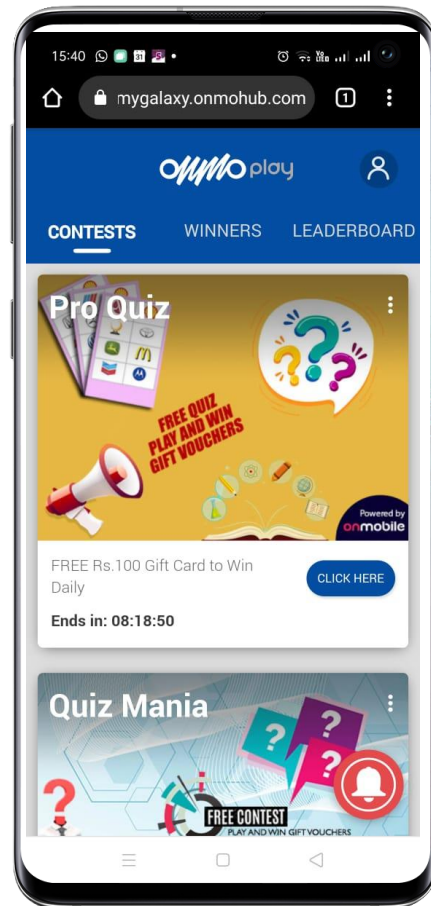 15:40
31
mygalaxy.onmohub.com
1
ONMO play
CONTESTS WINNERS LEADERBOARD
Pro Quiz
???
FREE QUIZ
PLAY AND WIN
GIFT VOUCHERS
Powered by
onmobile
FREE Rs.100 Gift Card to Win
Daily
CLICK HERE
Ends in: 08:18:50
Quiz Mania
? ?
?
?
FREE CONTEST
PLAY AND WIN GIFT VOUCHERS